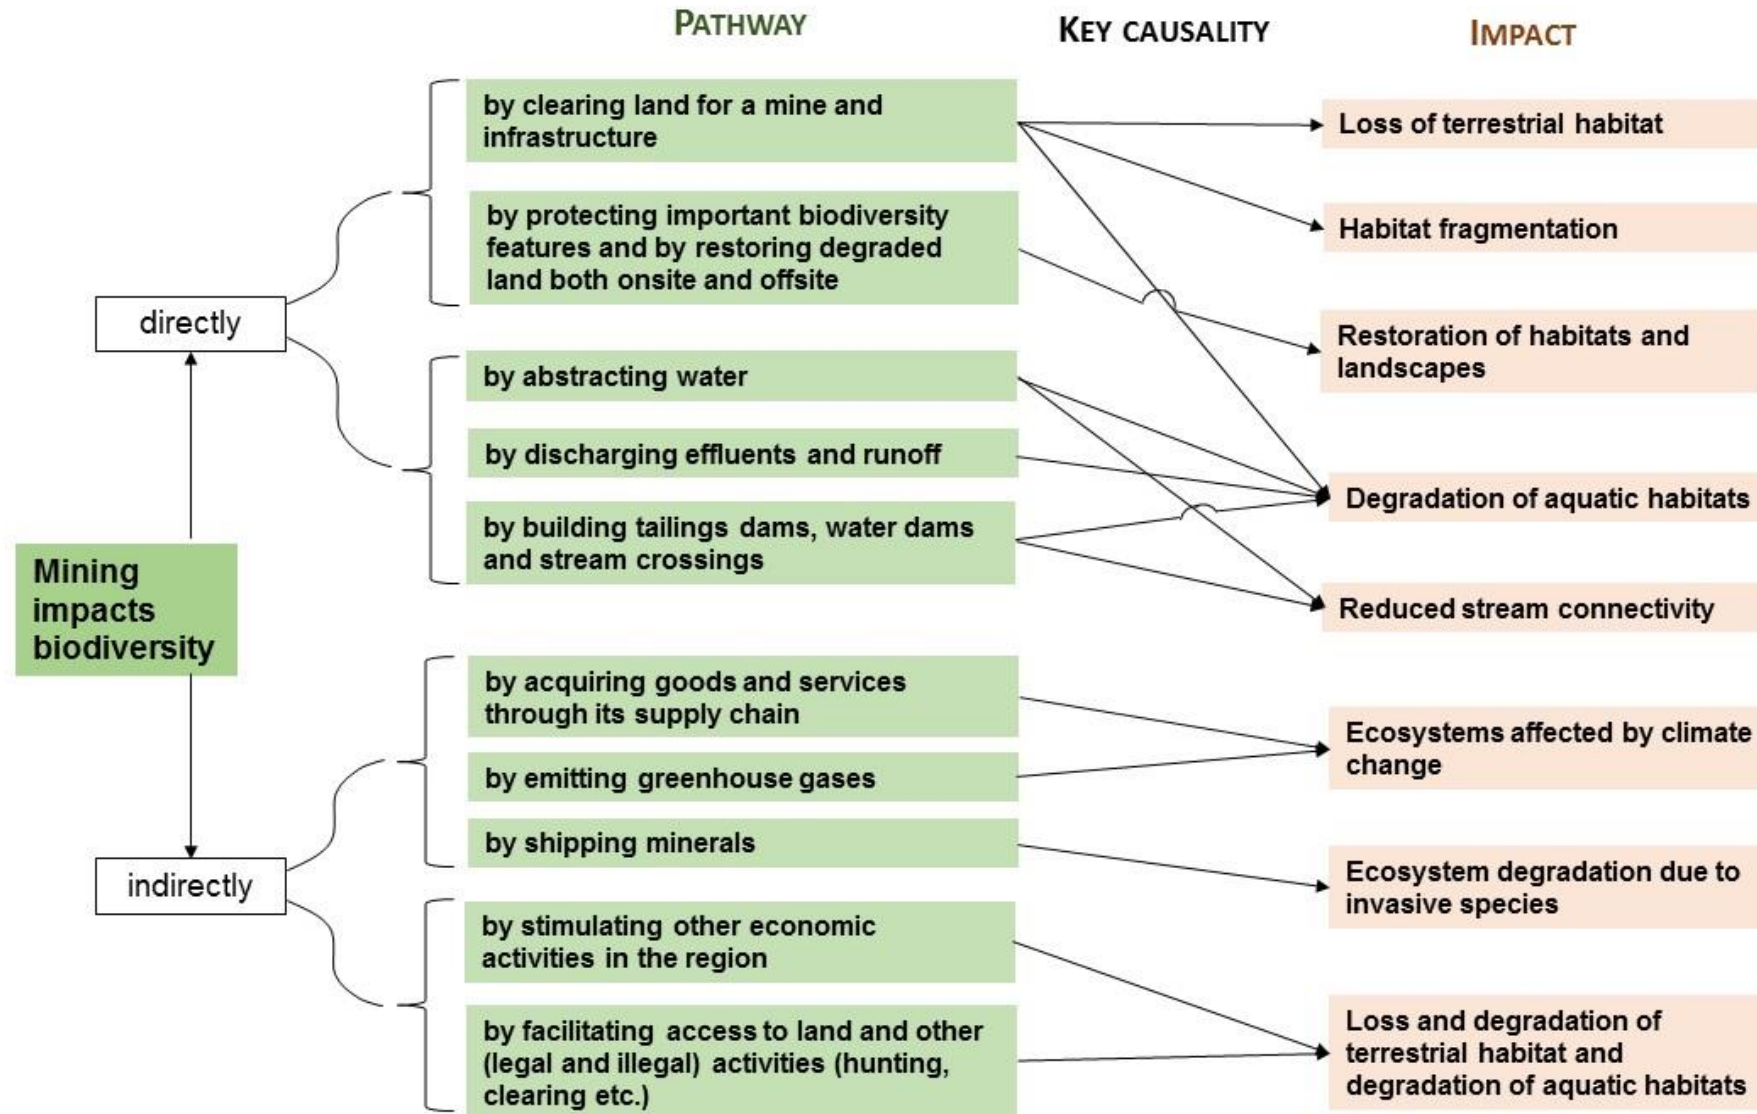 PATHWAY
KEY CAUSALITY
IMPACT
by clearing land for a mine and
infrastructure
Loss of terrestrial habitat
by protecting important biodiversity
features and by restoring degraded
land both onsite and offsite
Habitat fragmentation
directly
Restoration of habitats and
landscapes
by abstracting water
by discharging effluents and runoff
Degradation of aquatic habitats
by building tailings dams, water dams
and stream crossings
Mining
impacts
biodiversity
Reduced stream connectivity
by acquiring goods and services
through its supply chain
Ecosystems affected by climate
change
by emitting greenhouse gases
by shipping minerals
indirectly
Ecosystem degradation due to
invasive species
by stimulating other economic
activities in the region
by facilitating access to land and other
(legal and illegal) activities (hunting,
clearing etc.)
Loss and degradation of
terrestrial habitat and
degradation of aquatic habitats